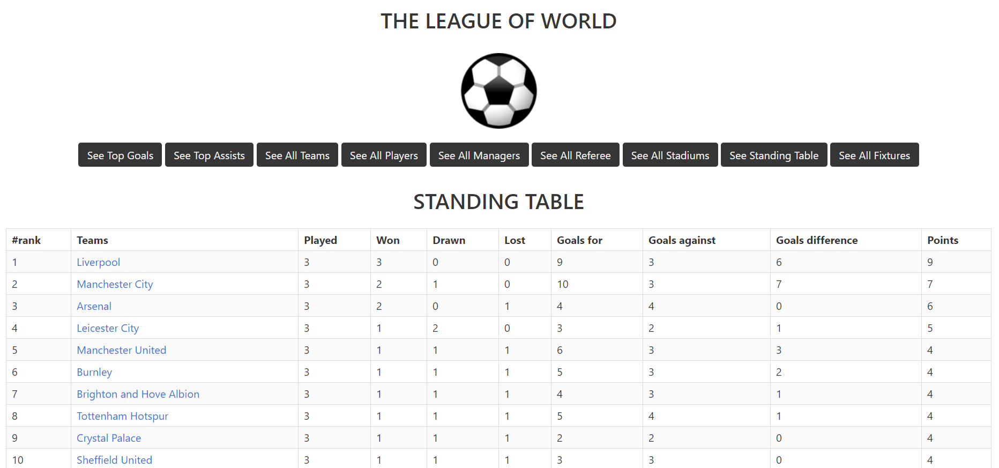 THE LEAGUE OF WORLD
See Top Goals See Top Assists See All Teams See All Players See All Managers See All Referee See All Stadiums See Standing Table See All Fixtures
STANDING TABLE
#rank Teams Played Won Drawn Lost Goals for Goals against Goals difference Points
1 Liverpool 3 3 0 0 9 3 6 9
2 Manchester City 3 2 1 0 10 3 7 7
3 Arsenal 3 2 0 1 4 4 0 6
4 Leicester City 3 1 2 0 3 2 1 5
5 Manchester United 3 1 1 1 6 3 3 4
6 Burnley 3 1 1 1 5 3 2 4
7 Brighton and Hove Albion 3 1 1 1 4 3 1 4
8 Tottenham Hotspur 3 1 1 1 5 4 1 4
9 Crystal Palace 3 1 1 1 2 2 0 4
10 Sheffield United 3 1 1 1 3 3 0 4